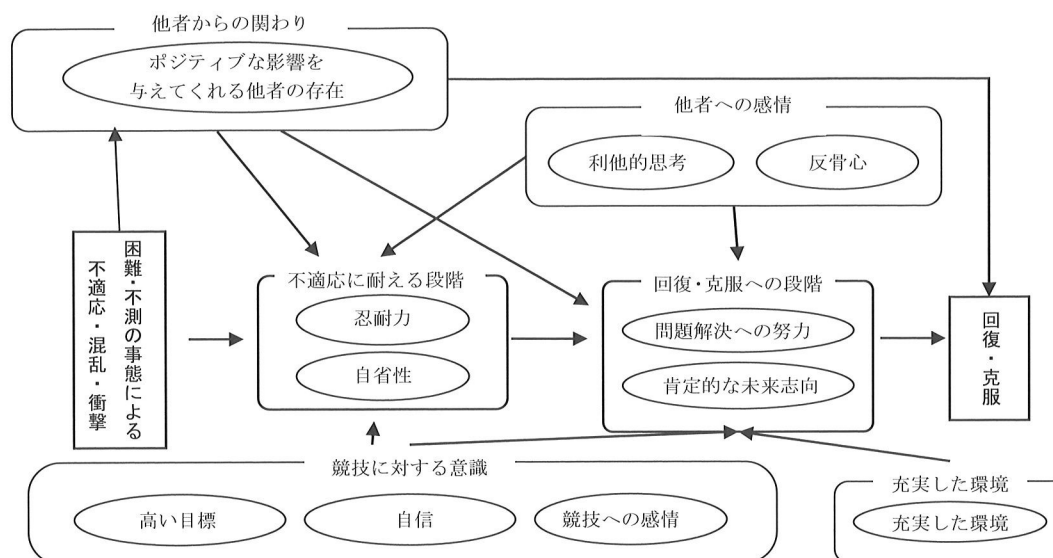 他者からの関わり
ポジティブな影響を
与えてくれる他者の存在
他者への感情
利他的思考
反骨心
困難・不測の事態による
不適応・混乱・衝撃
不適応に耐える段階
忍耐力
自省性
回復・克服への段階
問題解決への努力
肯定的な未来志向
回復・克服
競技に対する意識
高い目標
自信
競技への感情
充実した環境
充実した環境